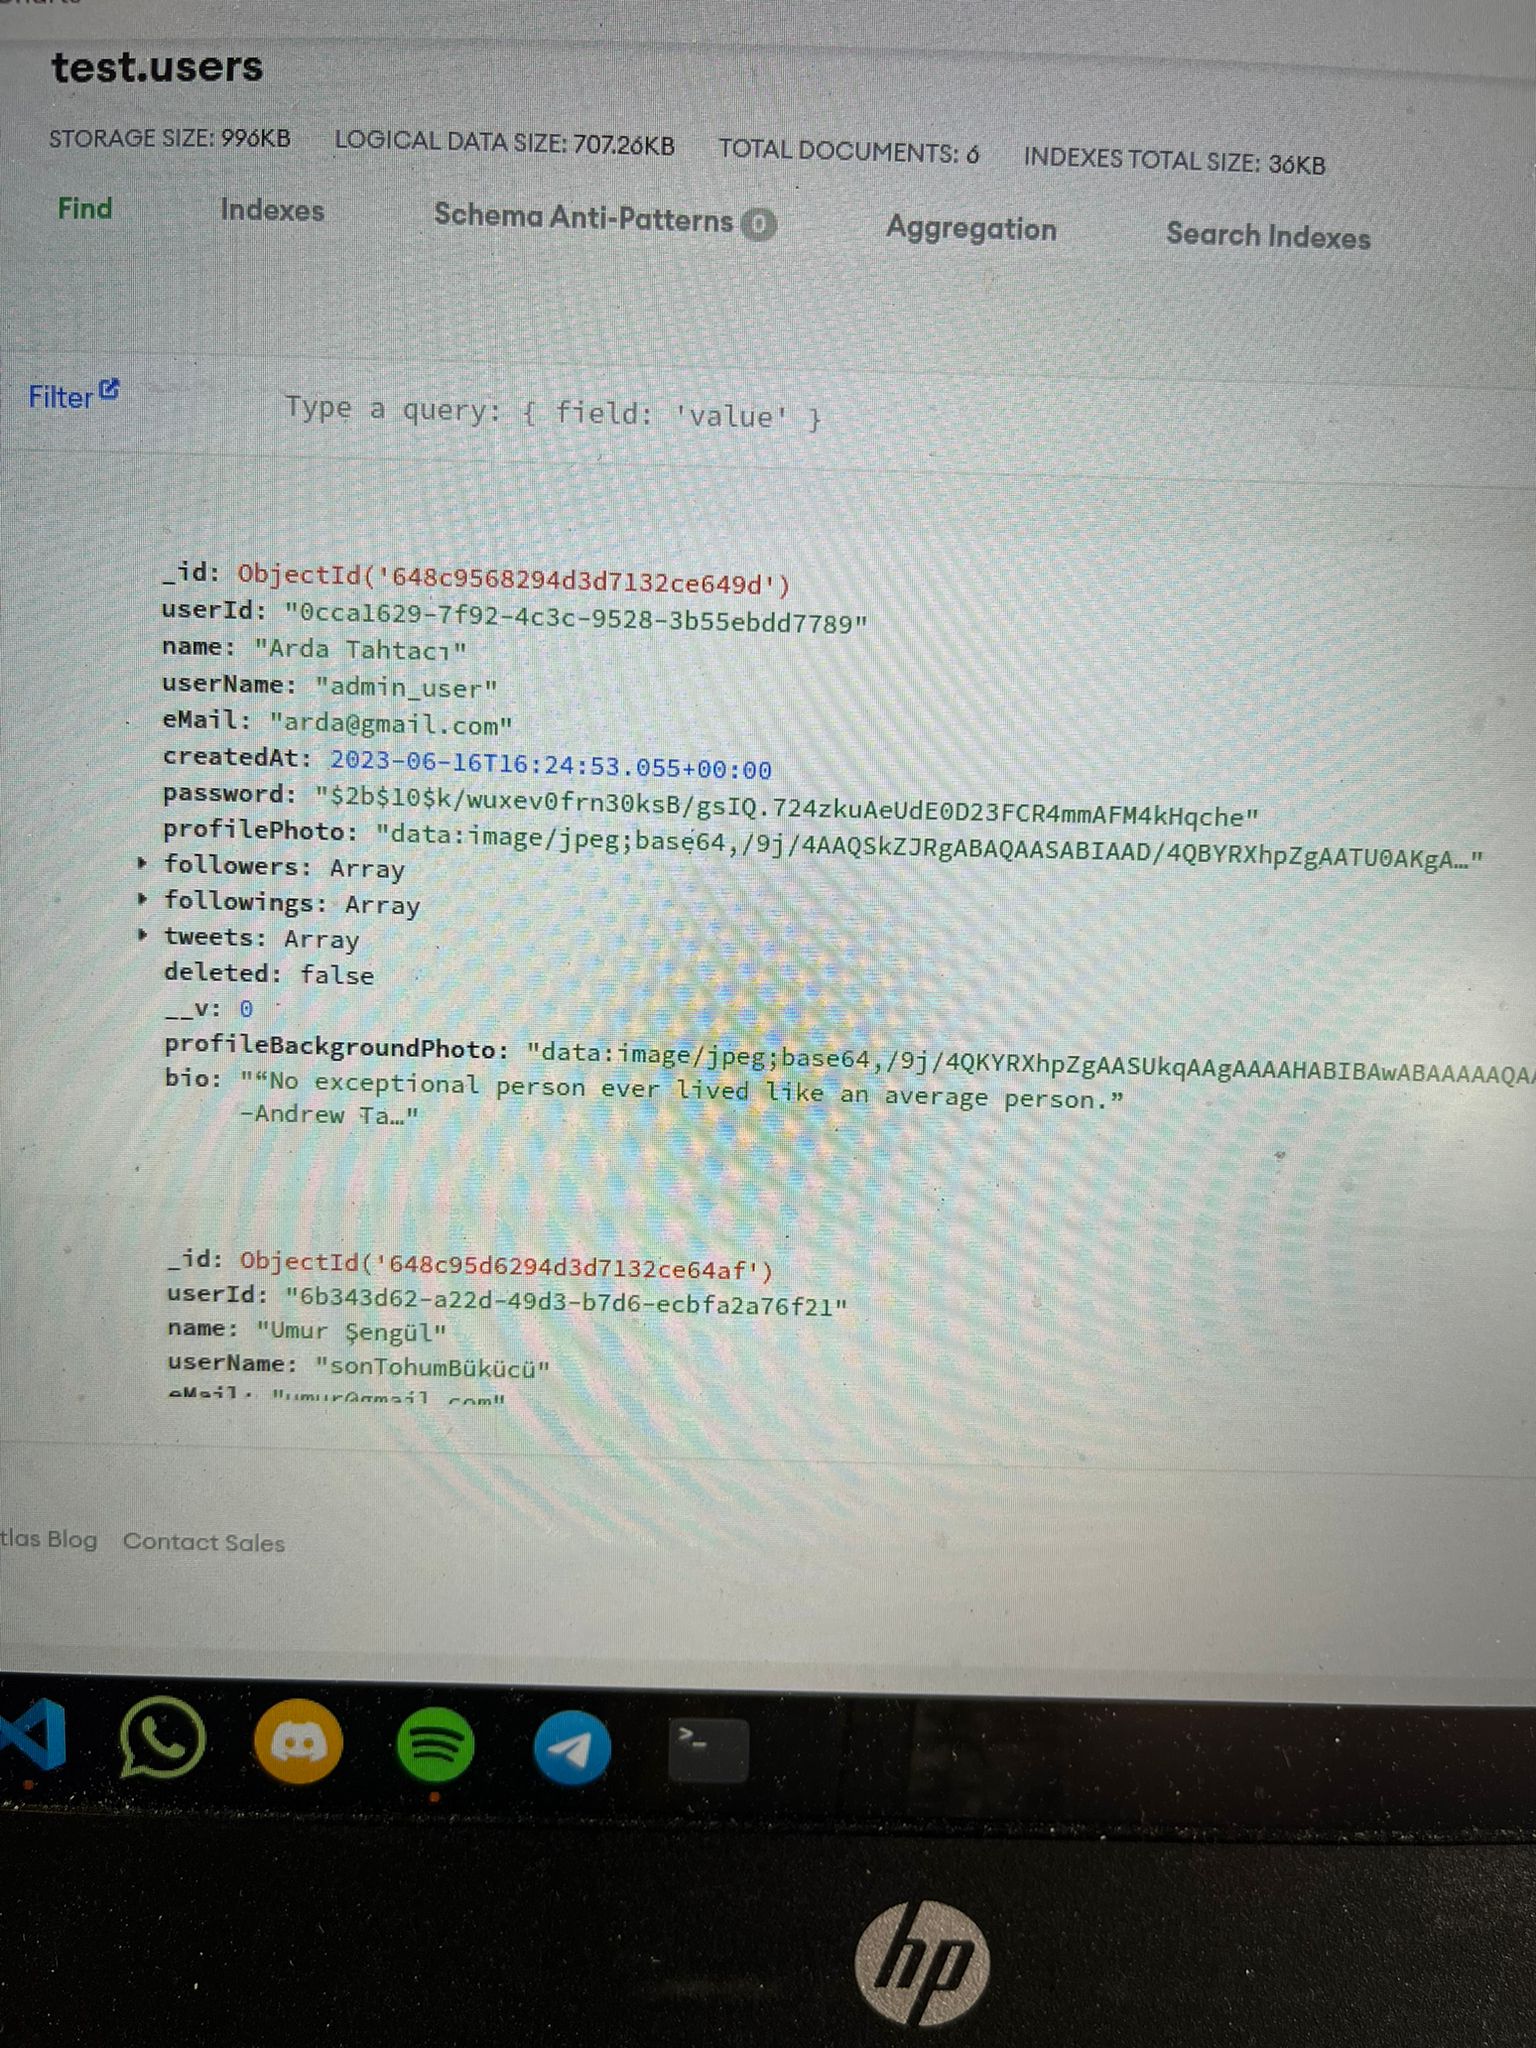 test.users
STORAGE SIZE: 996KB LOGICAL DATA SIZE: 707.26KB TOTAL DOCUMENTS: 6 INDEXES TOTAL SIZE: 36KB
Find Indexes Schema Anti-Patterns 0 Aggregation Search Indexes
Filter Type a query: { field: 'value' }
_id: ObjectId('648c9568294d3d7132ce649d')
userId: "0cca1629-7f92-4c3c-9528-3b55ebdd7789"
name: "Arda Tahtacı"
userName: "admin_user"
eMail: "arda@gmail.com"
createdAt: 2023-06-16T16:24:53.055+00:00
password: "$2b$10$k/wuxev0frn30ksB/gsIQ.724zkuAeUdE0D23FCR4mmAFM4kHqche"
profilePhoto: "data:image/jpeg;base64,/9j/4AAQSkZJRgABAQAASABIAAD/4QBYRXhpZgAATU0AKgA…"
followers: Array
followings: Array
tweets: Array
deleted: false
__v: 0
profileBackgroundPhoto: "data:image/jpeg;base64,/9j/4QKYRXhpZgAASUkqAAgAAAAHABIBAwABAAAAAQA
bio: "“No exceptional person ever lived like an average person.”
-Andrew Ta…"
_id: ObjectId('648c95d6294d3d7132ce64af')
userId: "6b343d62-a22d-49d3-b7d6-ecbfa2a76f21"
name: "Umur Şengül"
userName: "sonTohumBükücü"
eMail: "umur@gmail.com"
tlas Blog Contact Sales
hp